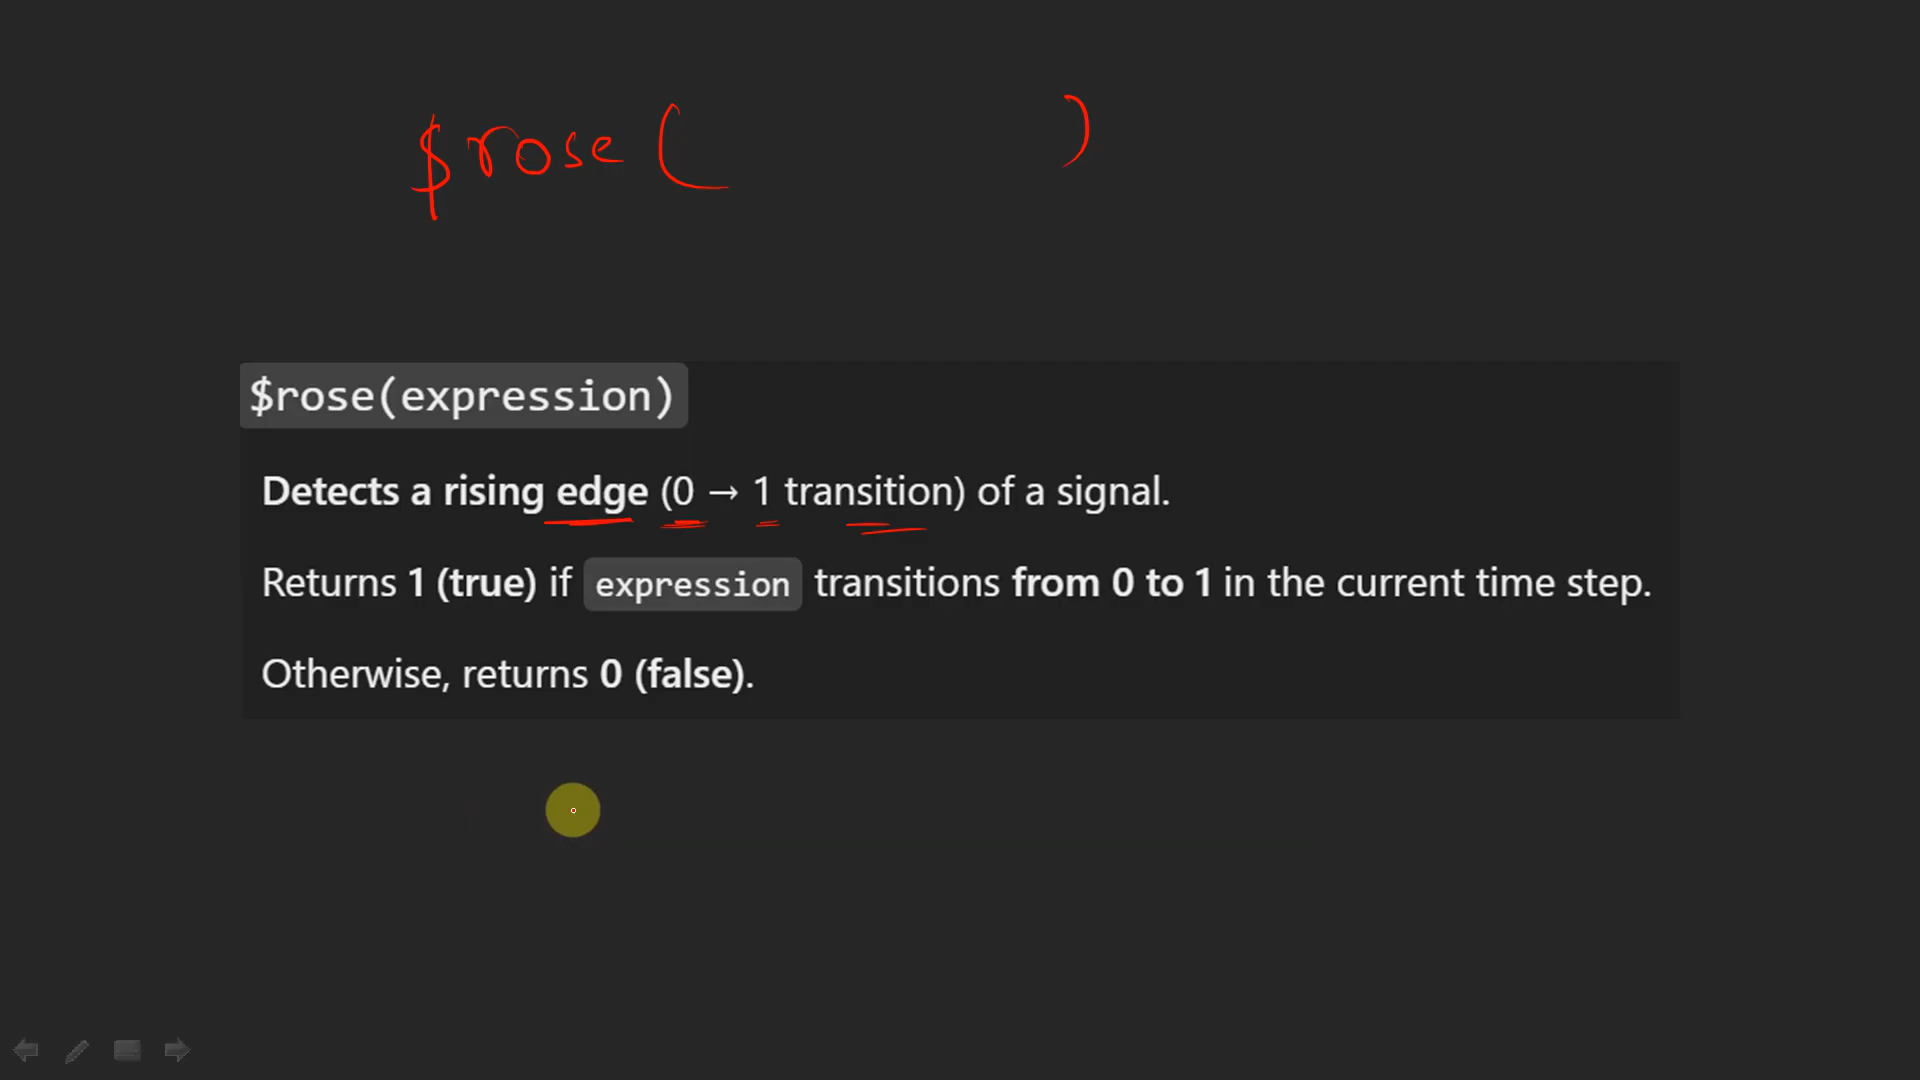 $rose( )
$rose(expression)
Detects a rising edge (0 → 1 transition) of a signal.
Returns 1 (true) if expression transitions from 0 to 1 in the current time step.
Otherwise, returns 0 (false).